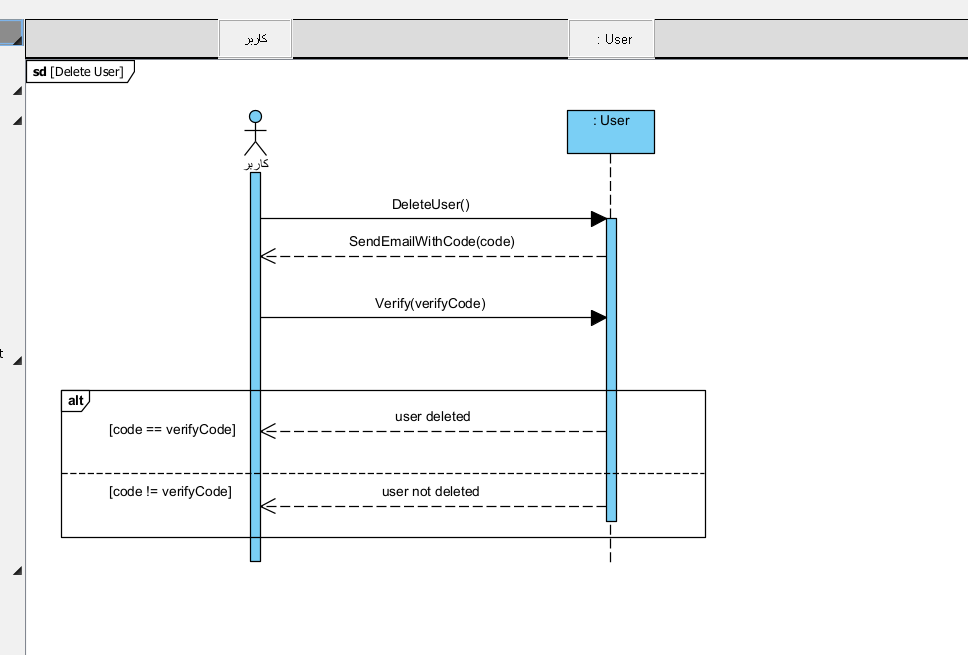 کاربر
: User
sd [Delete User]
: User
کاربر
DeleteUser()
SendEmailWithCode(code)
Verify(verifyCode)
t
alt
user deleted
[code == verifyCode]
[code != verifyCode]
user not deleted